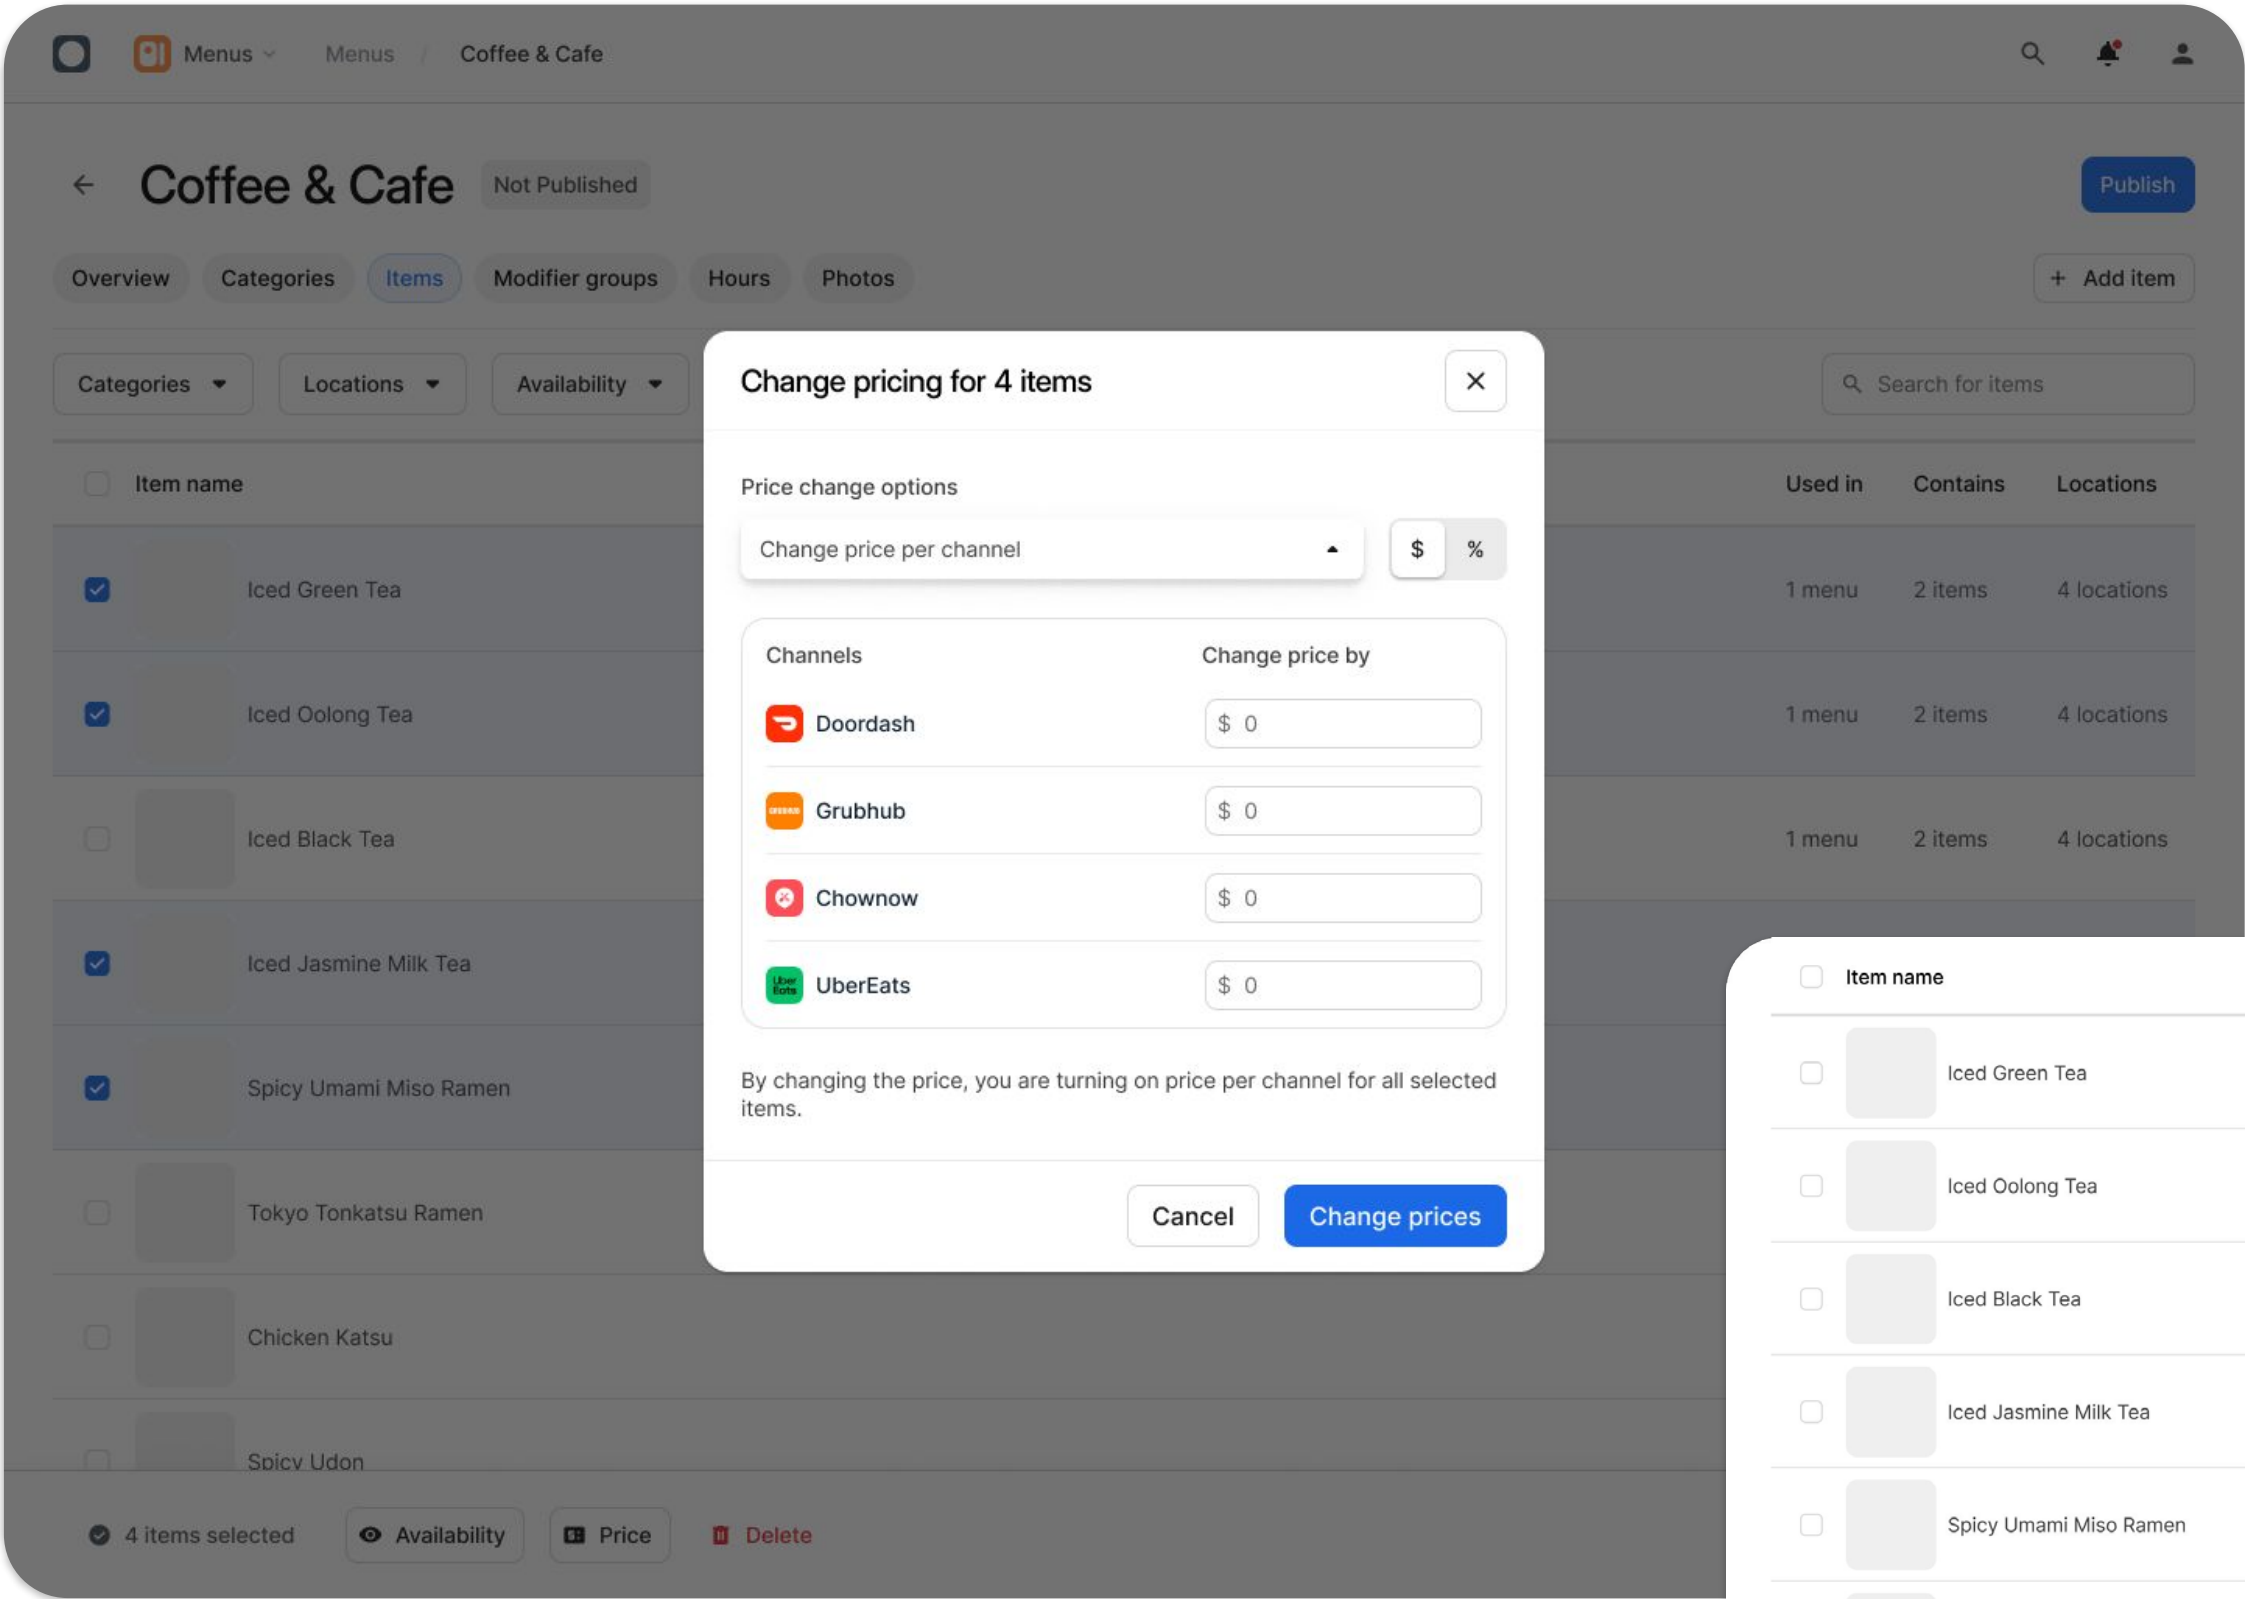 Menus
Menus / Coffee & Cafe
Coffee & Cafe
Not Published
Publish
Overview
Categories
Items
Modifier groups
Hours
Photos
+ Add item
Categories
Locations
Availability
Search for items
Item name
Used in
Contains
Locations
Iced Green Tea
1 menu
2 items
4 locations
Iced Oolong Tea
1 menu
2 items
4 locations
Iced Black Tea
1 menu
2 items
4 locations
Iced Jasmine Milk Tea
Spicy Umami Miso Ramen
Tokyo Tonkatsu Ramen
Chicken Katsu
Spicy Udon
4 items selected
Availability
Price
Delete
Change pricing for 4 items
Price change options
Change price per channel
$
%
Channels
Change price by
Doordash
$ 0
GRUBHUB
Grubhub
$ 0
Chownow
$ 0
Uber
Eats
UberEats
$ 0
By changing the price, you are turning on price per channel for all selected
items.
Cancel
Change prices
Item name
Iced Green Tea
Iced Oolong Tea
Iced Black Tea
Iced Jasmine Milk Tea
Spicy Umami Miso Ramen